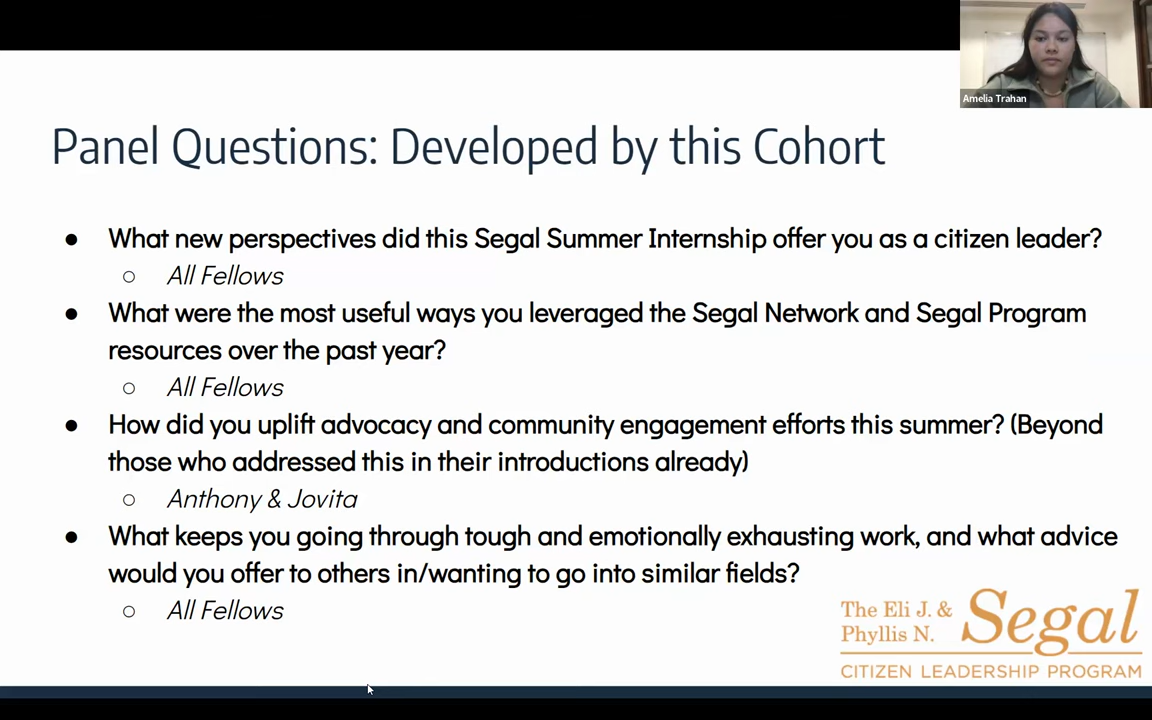 Amelia Trahan
Panel Questions: Developed by this Cohort
What new perspectives did this Segal Summer Internship offer you as a citizen leader?
All Fellows
What were the most useful ways you leveraged the Segal Network and Segal Program
resources over the past year?
All Fellows
How did you uplift advocacy and community engagement efforts this summer? (Beyond
those who addressed this in their introductions already)
Anthony & Jovita
What keeps you going through tough and emotionally exhausting work, and what advice
would you offer to others in/wanting to go into similar fields?
All Fellows
The Eli J. &
Phyllis N.
Segal
CITIZEN LEADERSHIP PROGRAM